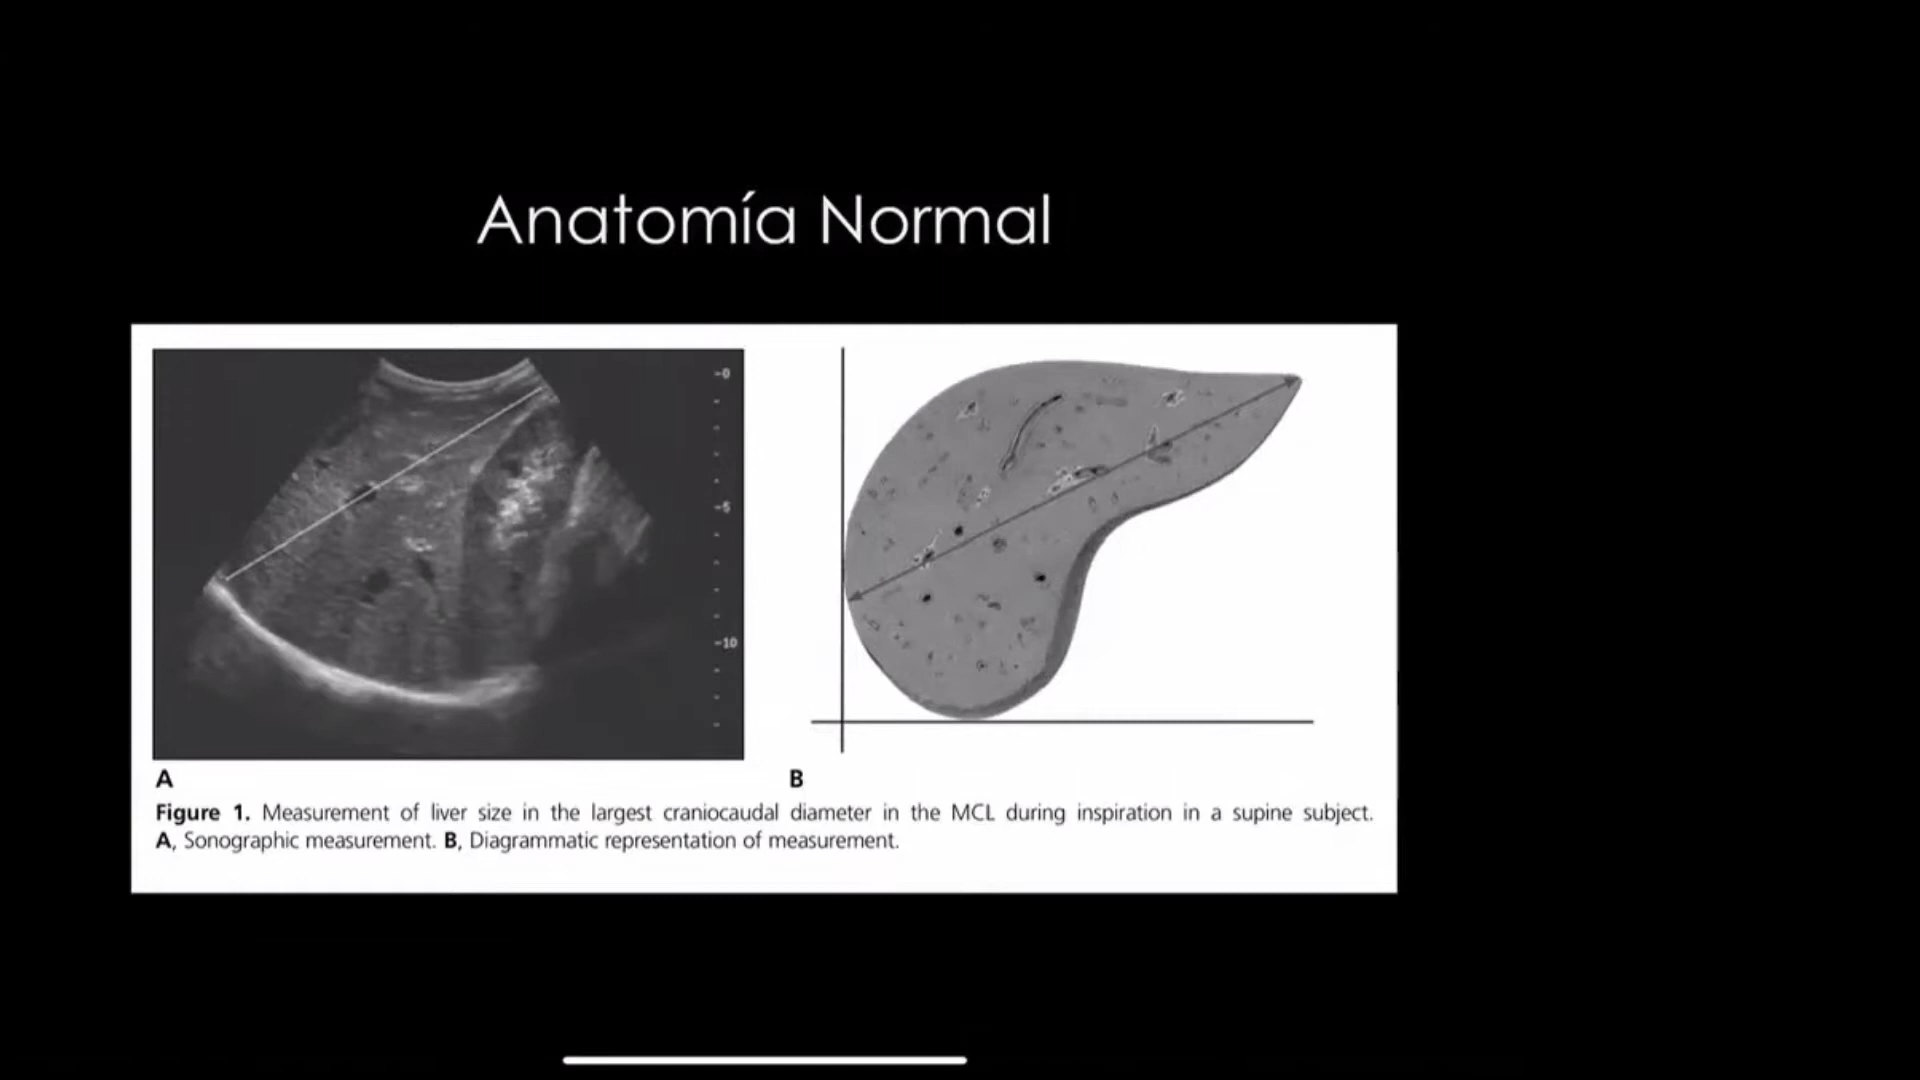 Anatomía Normal
-0
-5
-10
A
B
Figure 1. Measurement of liver size in the largest craniocaudal diameter in the MCL during inspiration in a supine subject.
A, Sonographic measurement. B, Diagrammatic representation of measurement.